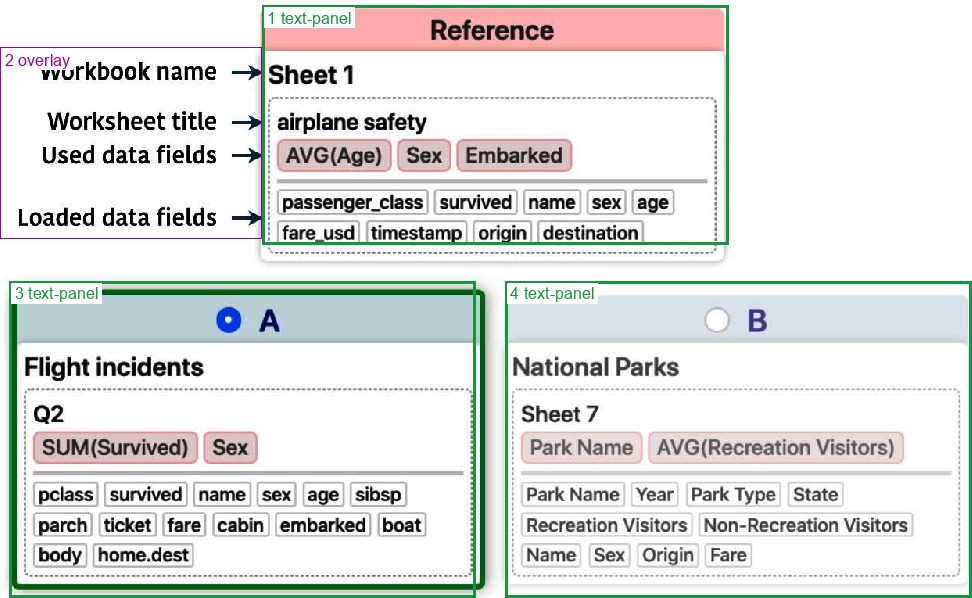 Reference
Workbook name
Sheet 1
Worksheet title
airplane safety
Used data fields
AVG(Age) Sex Embarked
Loaded data fields
passenger_class survived name sex age
fare_usd timestamp origin destination
A
Flight incidents
Q2
SUM(Survived) Sex
pclass survived name sex age sibsp
parch ticket fare cabin embarked boat
body home.dest
B
National Parks
Sheet 7
Park Name AVG(Recreation Visitors)
Park Name Year Park Type State
Recreation Visitors Non-Recreation Visitors
Name Sex Origin Fare
1 text-panel
2 overlay
3 text-panel
4 text-panel